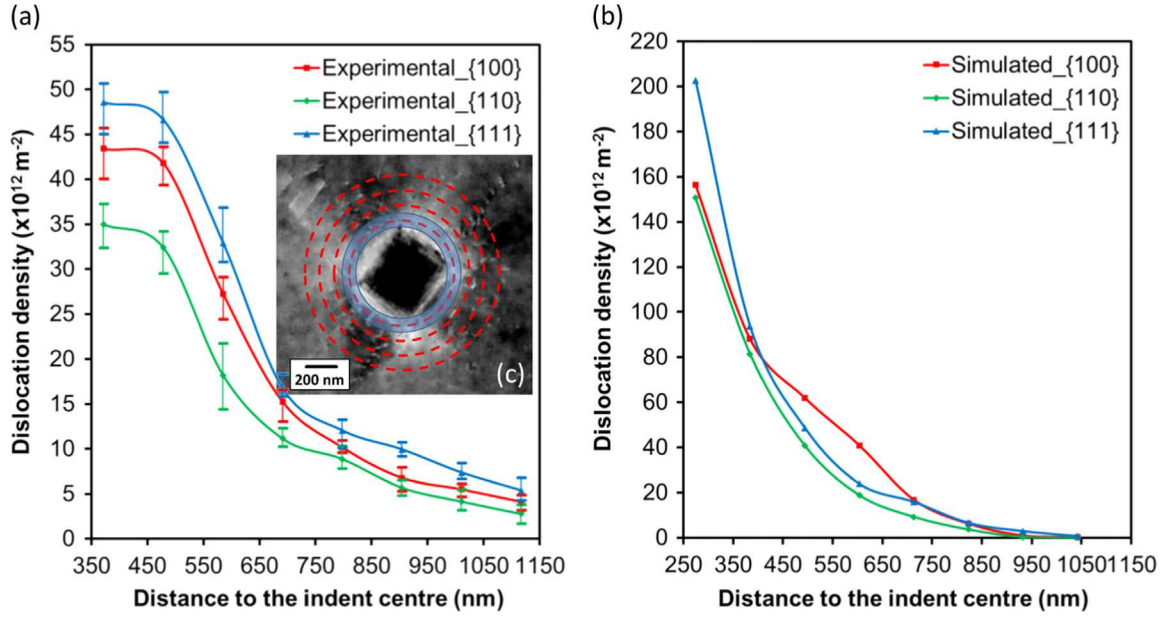 (a)
55
50
45
40
35
30
25
20
15
10
5
0
Dislocation density (x10¹² m⁻²)
Experimental_{100}
Experimental_{110}
Experimental_{111}
200 nm
(c)
350 450 550 650 750 850 950 1050 1150
Distance to the indent centre (nm)
(b)
220
200
180
160
140
120
100
80
60
40
20
0
Dislocation density (x10¹² m⁻²)
Simulated_{100}
Simulated_{110}
Simulated_{111}
250 350 450 550 650 750 850 950 1050 1150
Distance to the indent centre (nm)